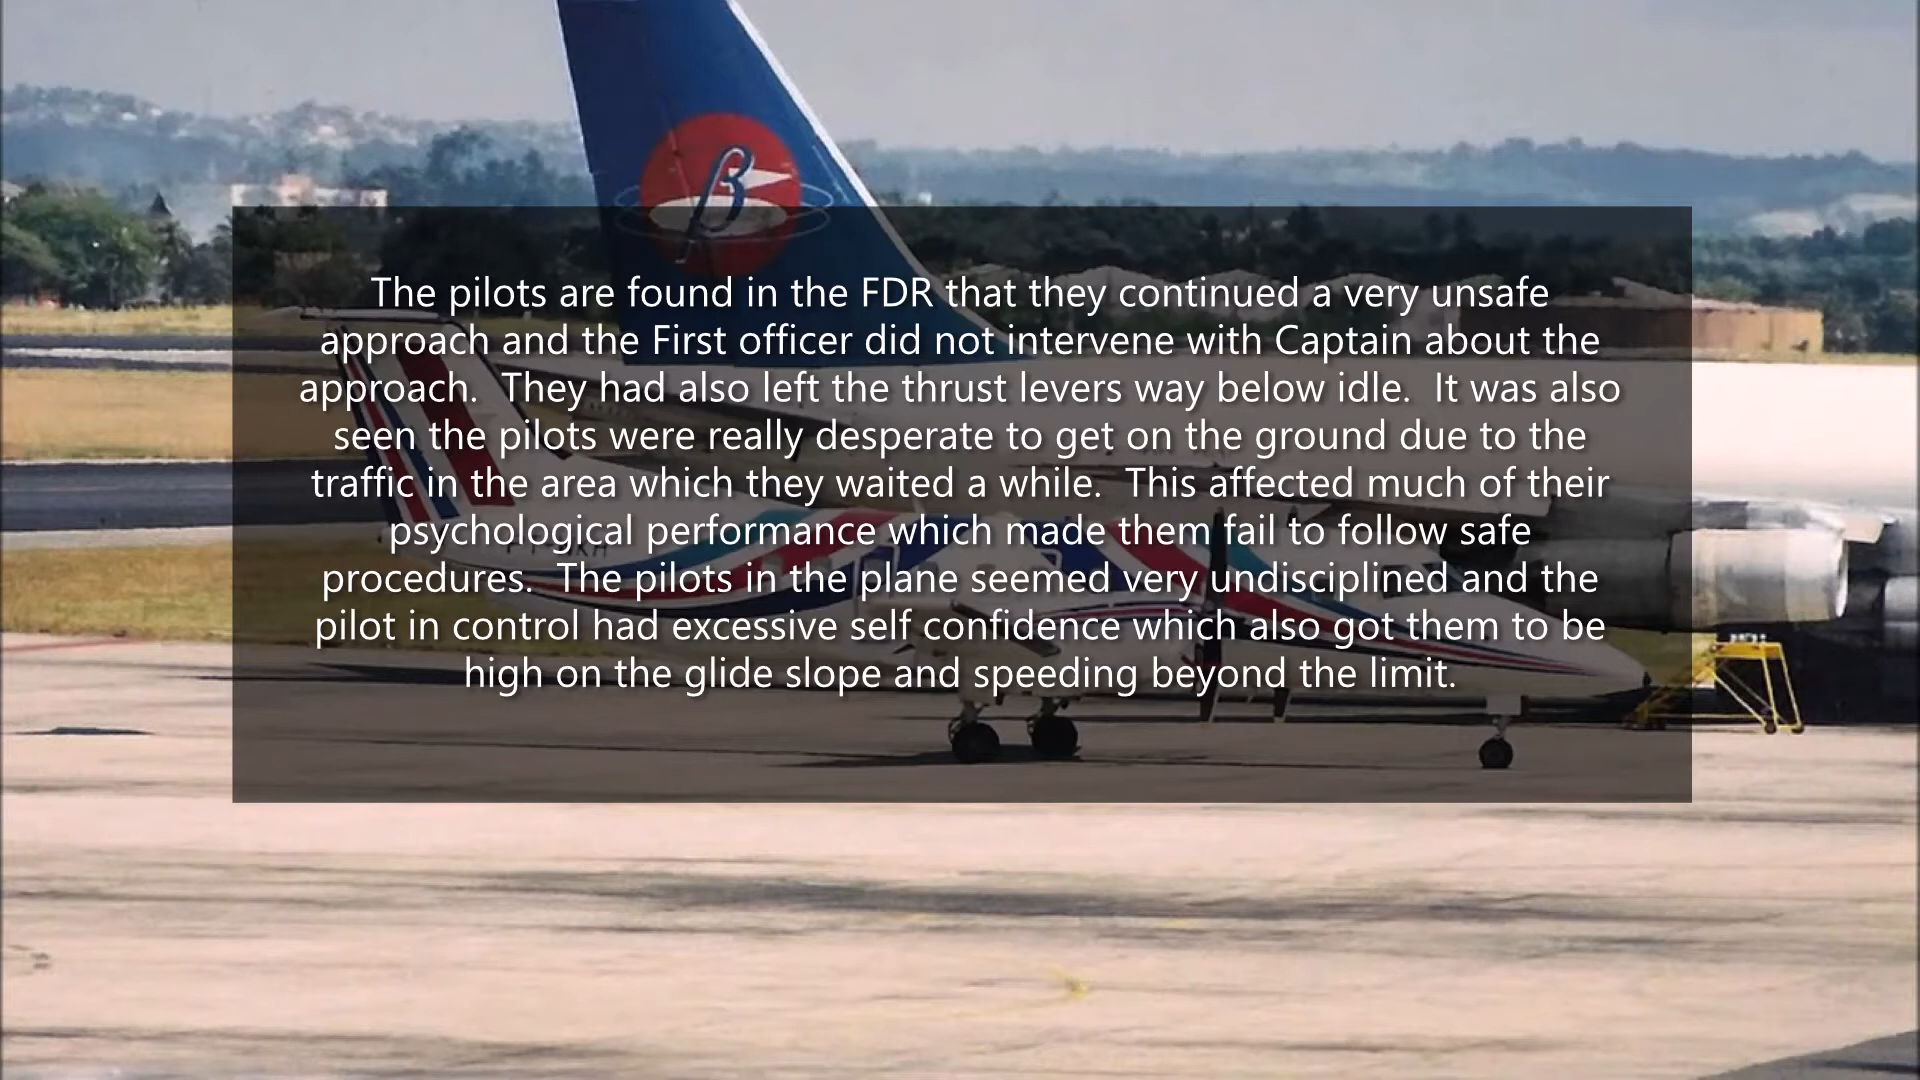 β
The pilots are found in the FDR that they continued a very unsafe
approach and the First officer did not intervene with Captain about the
approach.  They had also left the thrust levers way below idle.  It was also
seen the pilots were really desperate to get on the ground due to the
traffic in the area which they waited a while.  This affected much of their
psychological performance which made them fail to follow safe
procedures.  The pilots in the plane seemed very undisciplined and the
pilot in control had excessive self confidence which also got them to be
high on the glide slope and speeding beyond the limit.